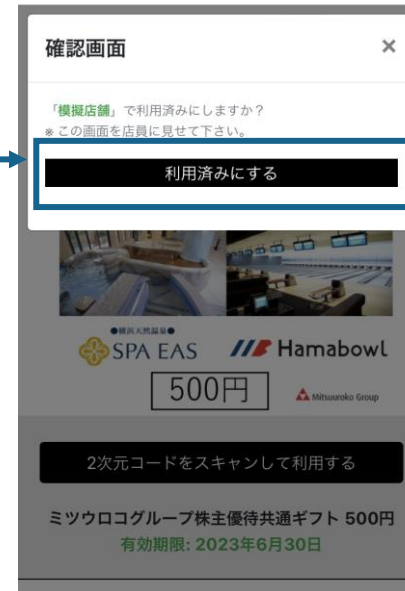 確認画面
×
「模擬店舗」で利用済みにしますか？
※ この画面を店員に見せて下さい。
利用済みにする
●横浜天然温泉●
SPA EAS
Hamabowl
500円
Mitsuuroko Group
2次元コードをスキャンして利用する
ミツウロコグループ株主優待共通ギフト 500円
有効期限: 2023年6月30日